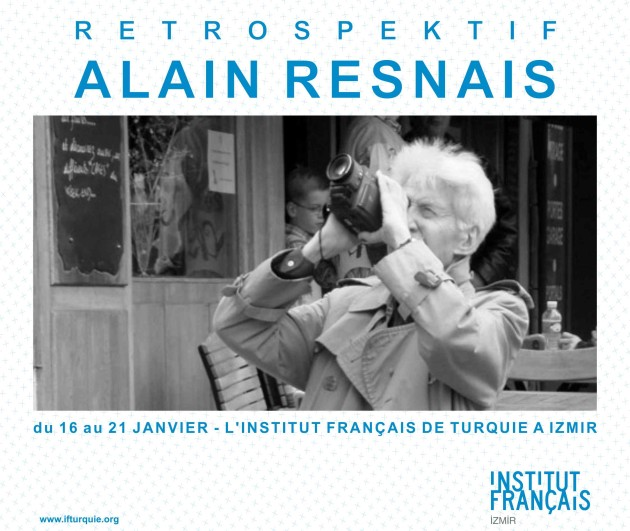 RETROSPEKTIF
ALAIN RESNAIS
du 16 au 21 JANVIER - L'INSTITUT FRANÇAIS DE TURQUIE A IZMIR
INSTITUT
FRANÇAIS
İZMİR
www.ifturquie.org